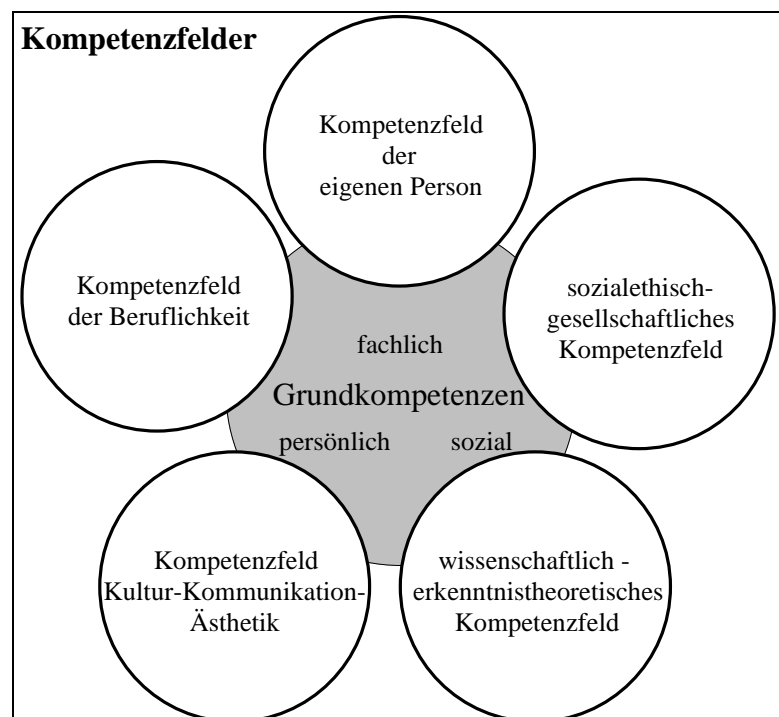 Kompetenzfelder
Kompetenzfeld
der
eigenen Person
Kompetenzfeld
der Beruflichkeit
sozialethisch-
gesellschaftliches
Kompetenzfeld
fachlich
Grundkompetenzen
persönlich sozial
Kompetenzfeld
Kultur-Kommunikation-
Ästhetik
wissenschaftlich -
erkenntnistheoretisches
Kompetenzfeld